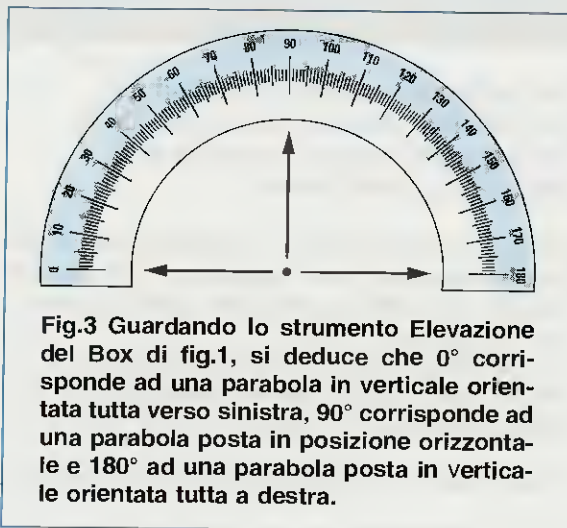 0 10 20 30 40 50 60 70 80 90 100 110 120 130 140 150 160 170 180
Fig.3 Guardando lo strumento Elevazione
del Box di fig.1, si deduce che 0° corri-
sponde ad una parabola in verticale orien-
tata tutta verso sinistra, 90° corrisponde ad
una parabola posta in posizione orizzonta-
le e 180° ad una parabola posta in vertica-
le orientata tutta a destra.